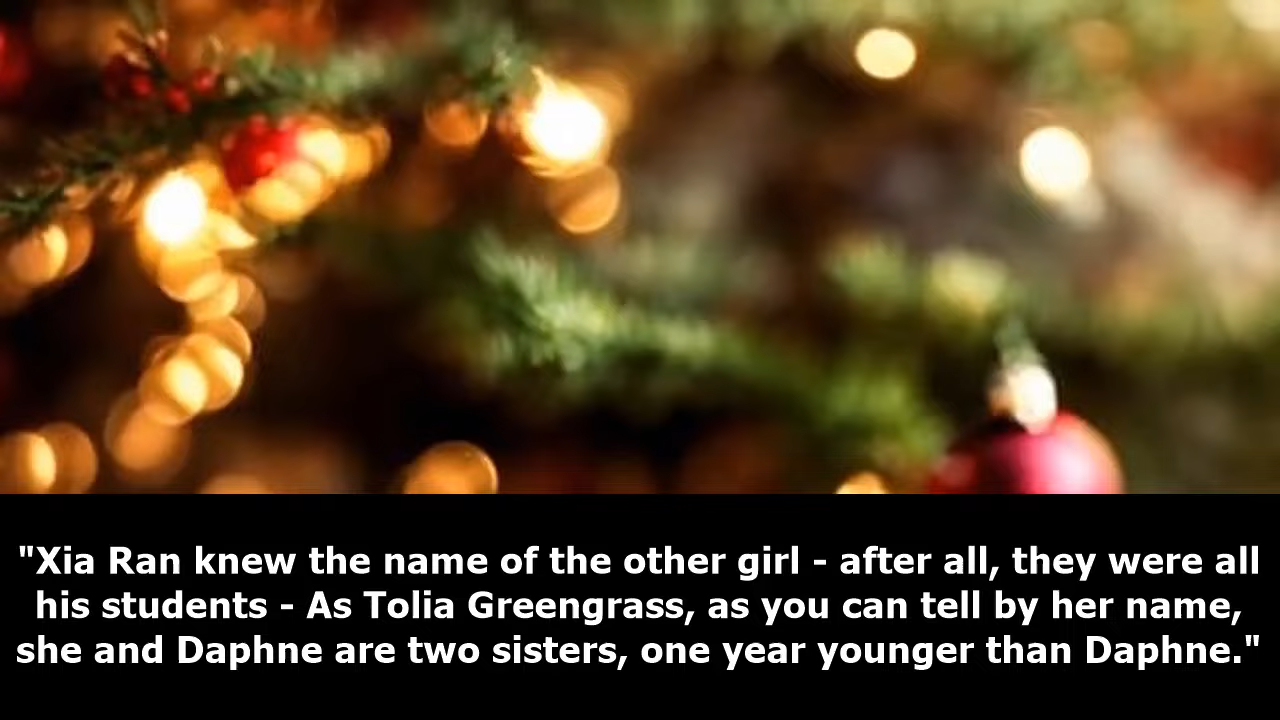 "Xia Ran knew the name of the other girl - after all, they were all
his students - As Tolia Greengrass, as you can tell by her name,
she and Daphne are two sisters, one year younger than Daphne."